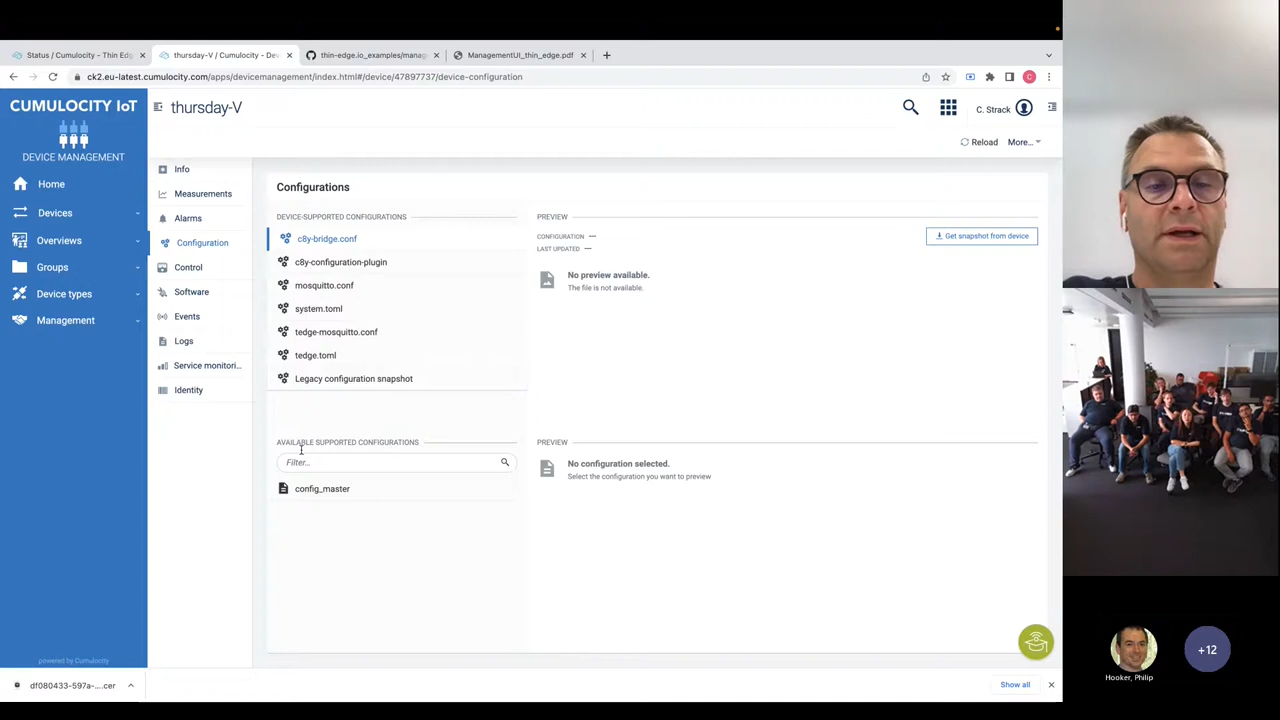 Status / Cumulocity - Thin Ed
thursday-V / Cumulocity - Dev
thin-edge.io_examples/manag
ManagementUI_thin_edge.pdf
ck2.eu-latest.cumulocity.com/apps/devicemanagement/index.html#/device/47897737/device-configuration
C
CUMULOCITY IoT
DEVICE MANAGEMENT
Home
Devices
Overviews
Groups
Device types
Management
powered by Cumulocity
thursday-V
C. Strack
Reload
More...
Info
Measurements
Alarms
Configuration
Control
Software
Events
Logs
Service monitori...
Identity
Configurations
DEVICE-SUPPORTED CONFIGURATIONS
c8y-bridge.conf
c8y-configuration-plugin
mosquitto.conf
system.toml
tedge-mosquitto.conf
tedge.toml
Legacy configuration snapshot
PREVIEW
CONFIGURATION ---
LAST UPDATED ---
Get snapshot from device
No preview available.
The file is not available.
AVAILABLE SUPPORTED CONFIGURATIONS
Filter...
config_master
PREVIEW
No configuration selected.
Select the configuration you want to preview
df080433-597a-....cer
Show all
Hooker, Philip
+12